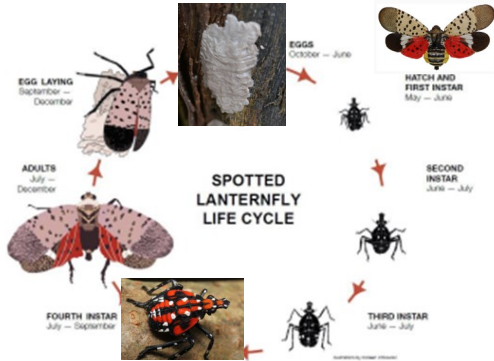 EGGS
October — June
HATCH AND
FIRST INSTAR
May — June
SECOND
INSTAR
June — July
THIRD INSTAR
June — July
FOURTH INSTAR
July — September
ADULTS
July —
December
EGG LAYING
September —
December
SPOTTED
LANTERNFLY
LIFE CYCLE